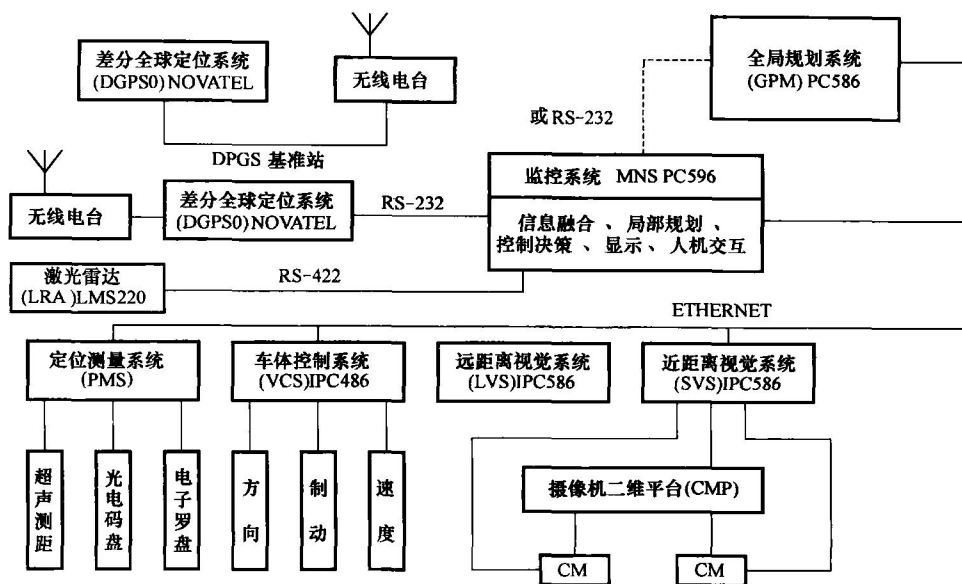 差分全球定位系统
(DGPS0) NOVATEL
无线电台
全局规划系统
(GPM) PC586
或RS-232
DPGS 基准站
监控系统 MNS PC596
无线电台
差分全球定位系统
(DGPS0)NOVATEL
RS-232
信息融合 、局部规划 、
控制决策 、显示 、人机交互
激光雷达
(LRA )LMS220
RS-422
ETHERNET
定位测量系统
(PMS)
车体控制系统
(VCS)IPC486
远距离视觉系统
(LVS)IPC586
近距离视觉系统
(SVS)IPC586
超声测距
光电码盘
电子罗盘
方向
制动
速度
摄像机二维平台(CMP)
CM
CM